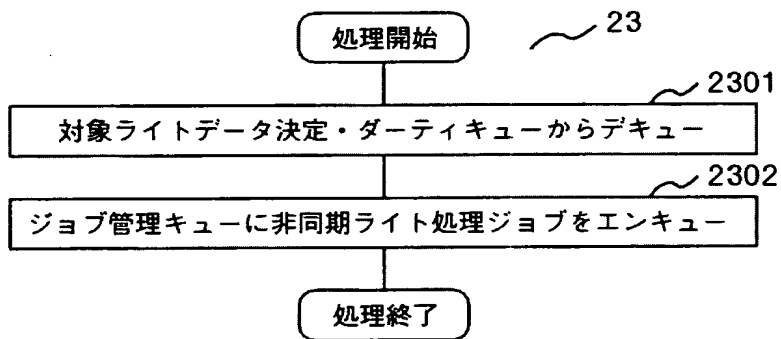 処理開始
23
2301
対象ライトデータ決定・ダーティキューからデキュー
2302
ジョブ管理キューに非同期ライト処理ジョブをエンキュー
処理終了